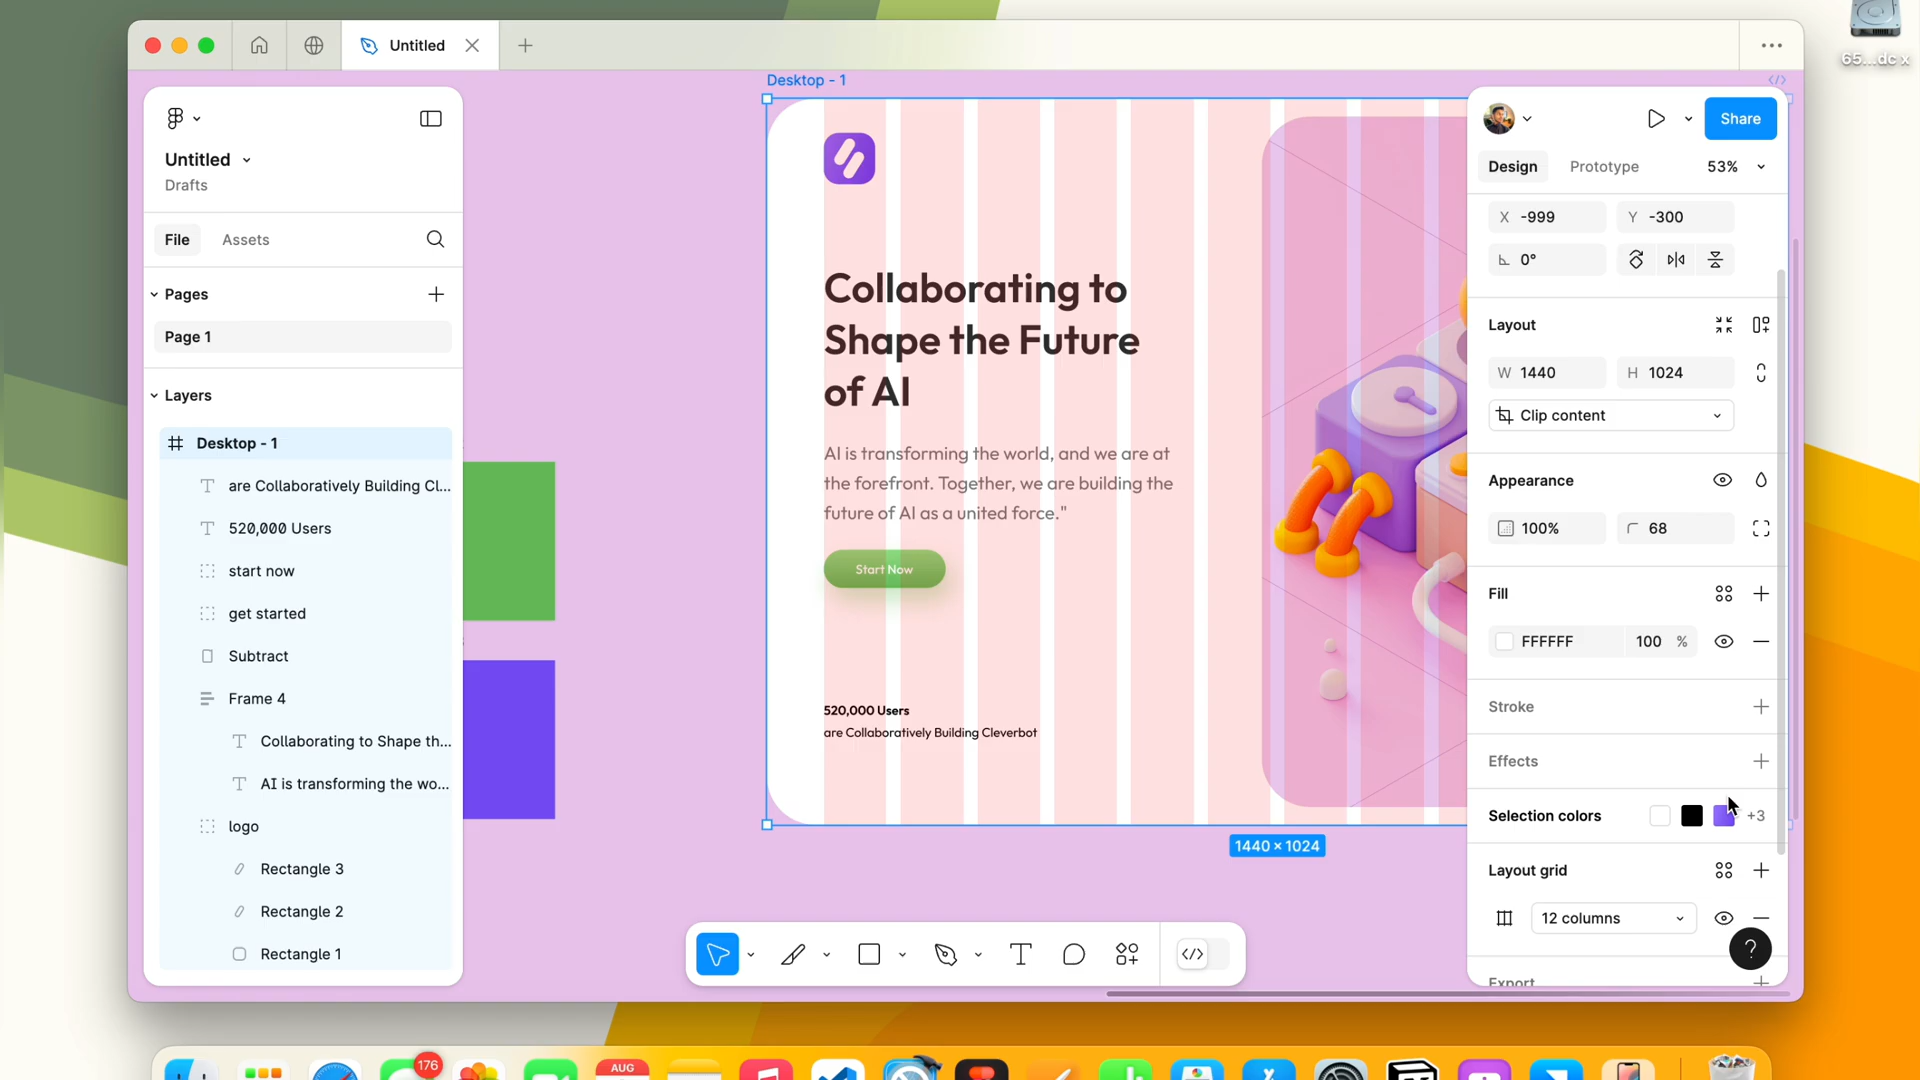 Untitled
65...dc x
Untitled
Drafts
File
Assets
Pages
Page 1
Layers
Desktop - 1
are Collaboratively Building Cl...
520,000 Users
start now
get started
Subtract
Frame 4
Collaborating to Shape th...
AI is transforming the wo...
logo
Rectangle 3
Rectangle 2
Rectangle 1
Desktop - 1
Collaborating to
Shape the Future
of AI
AI is transforming the world, and we are at
the forefront. Together, we are building the
future of AI as a united force."
Start Now
520,000 Users
are Collaboratively Building Cleverbot
1440 × 1024
Share
Design
Prototype
53%
X -999
Y -300
0°
Layout
W 1440
H 1024
Clip content
Appearance
100%
68
Fill
FFFFFF
100 %
Stroke
Effects
Selection colors
+3
Layout grid
12 columns
?
Export
176
AUG